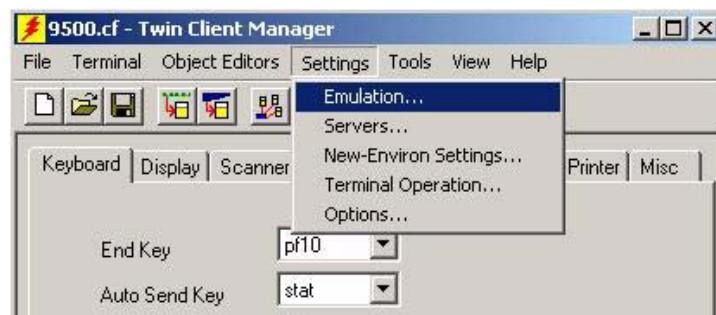 9500.cf - Twin Client Manager
File Terminal Object Editors Settings Tools View Help
Emulation...
Servers...
New-Environ Settings...
Terminal Operation...
Options...
Keyboard Display Scanner Printer Misc
End Key pf10
Auto Send Key stat